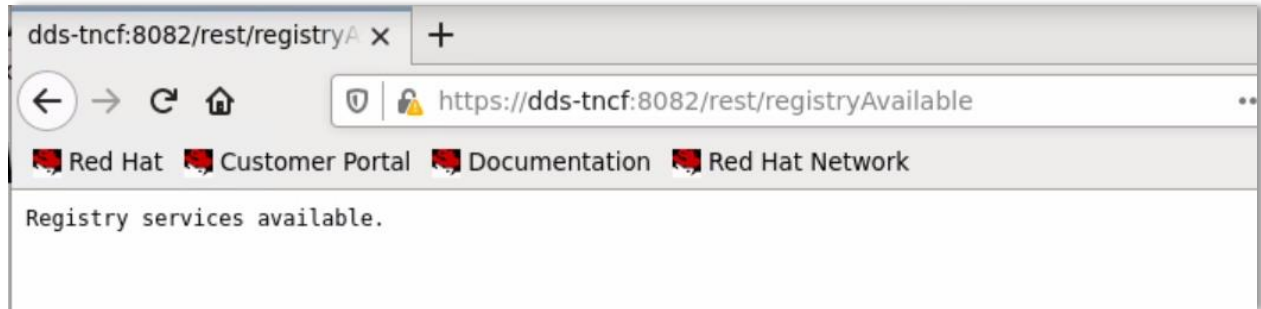 dds-tncf:8082/rest/registryA
https://dds-tncf:8082/rest/registryAvailable
Red Hat Customer Portal Documentation Red Hat Network
Registry services available.